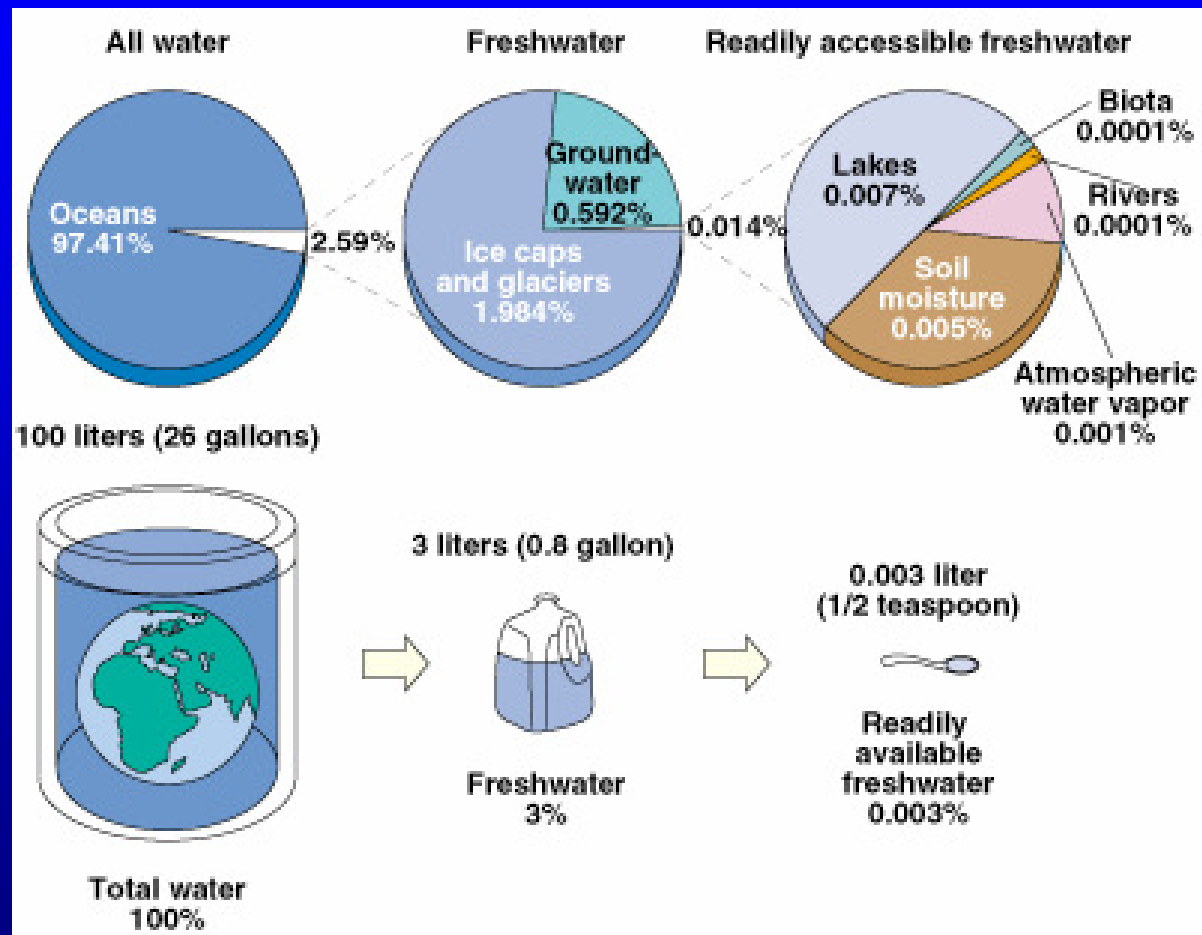 All water
Oceans
97.41%
2.59%
Freshwater
Ground-
water
0.592%
0.014%
Ice caps
and glaciers
1.984%
Readily accessible freshwater
Lakes
0.007%
Biota
0.0001%
Rivers
0.0001%
Soil
moisture
0.005%
Atmospheric
water vapor
0.001%
100 liters (26 gallons)
Total water
100%
3 liters (0.8 gallon)
Freshwater
3%
0.003 liter
(1/2 teaspoon)
Readily
available
freshwater
0.003%